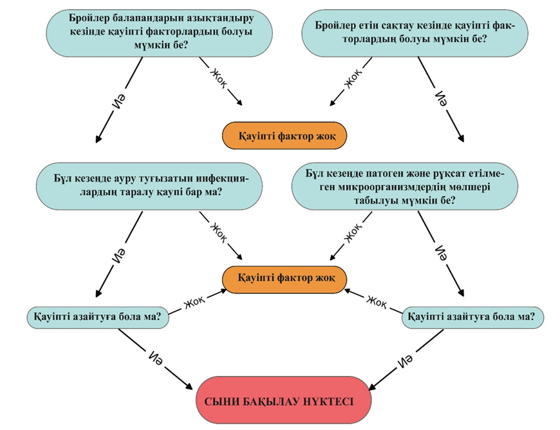 Бройлер балапандарын азықтандыру
кезінде қауіпті факторлардың болуы
мүмкін бе?
Бройлер етін сақтау кезінде қауіпті фак-
торлардың болуы мүмкін бе?
Иә
Жоқ
Жоқ
Иә
Қауіпті фактор жоқ
Бұл кезеңде ауру туғызатын инфекция-
лардың таралу қаупі бар ма?
Бұл кезеңде патоген және рұқсат етілме-
ген микроорганизмдердің мөлшері
табылуы мүмкін бе?
Иә
Жоқ
Жоқ
Иә
Қауіпті фактор жоқ
Қауіпті азайтуға бола ма?
Жоқ
Жоқ
Қауіпті азайтуға бола ма?
Иә
Иә
СЫНИ БАҚЫЛАУ НҮКТЕСІ